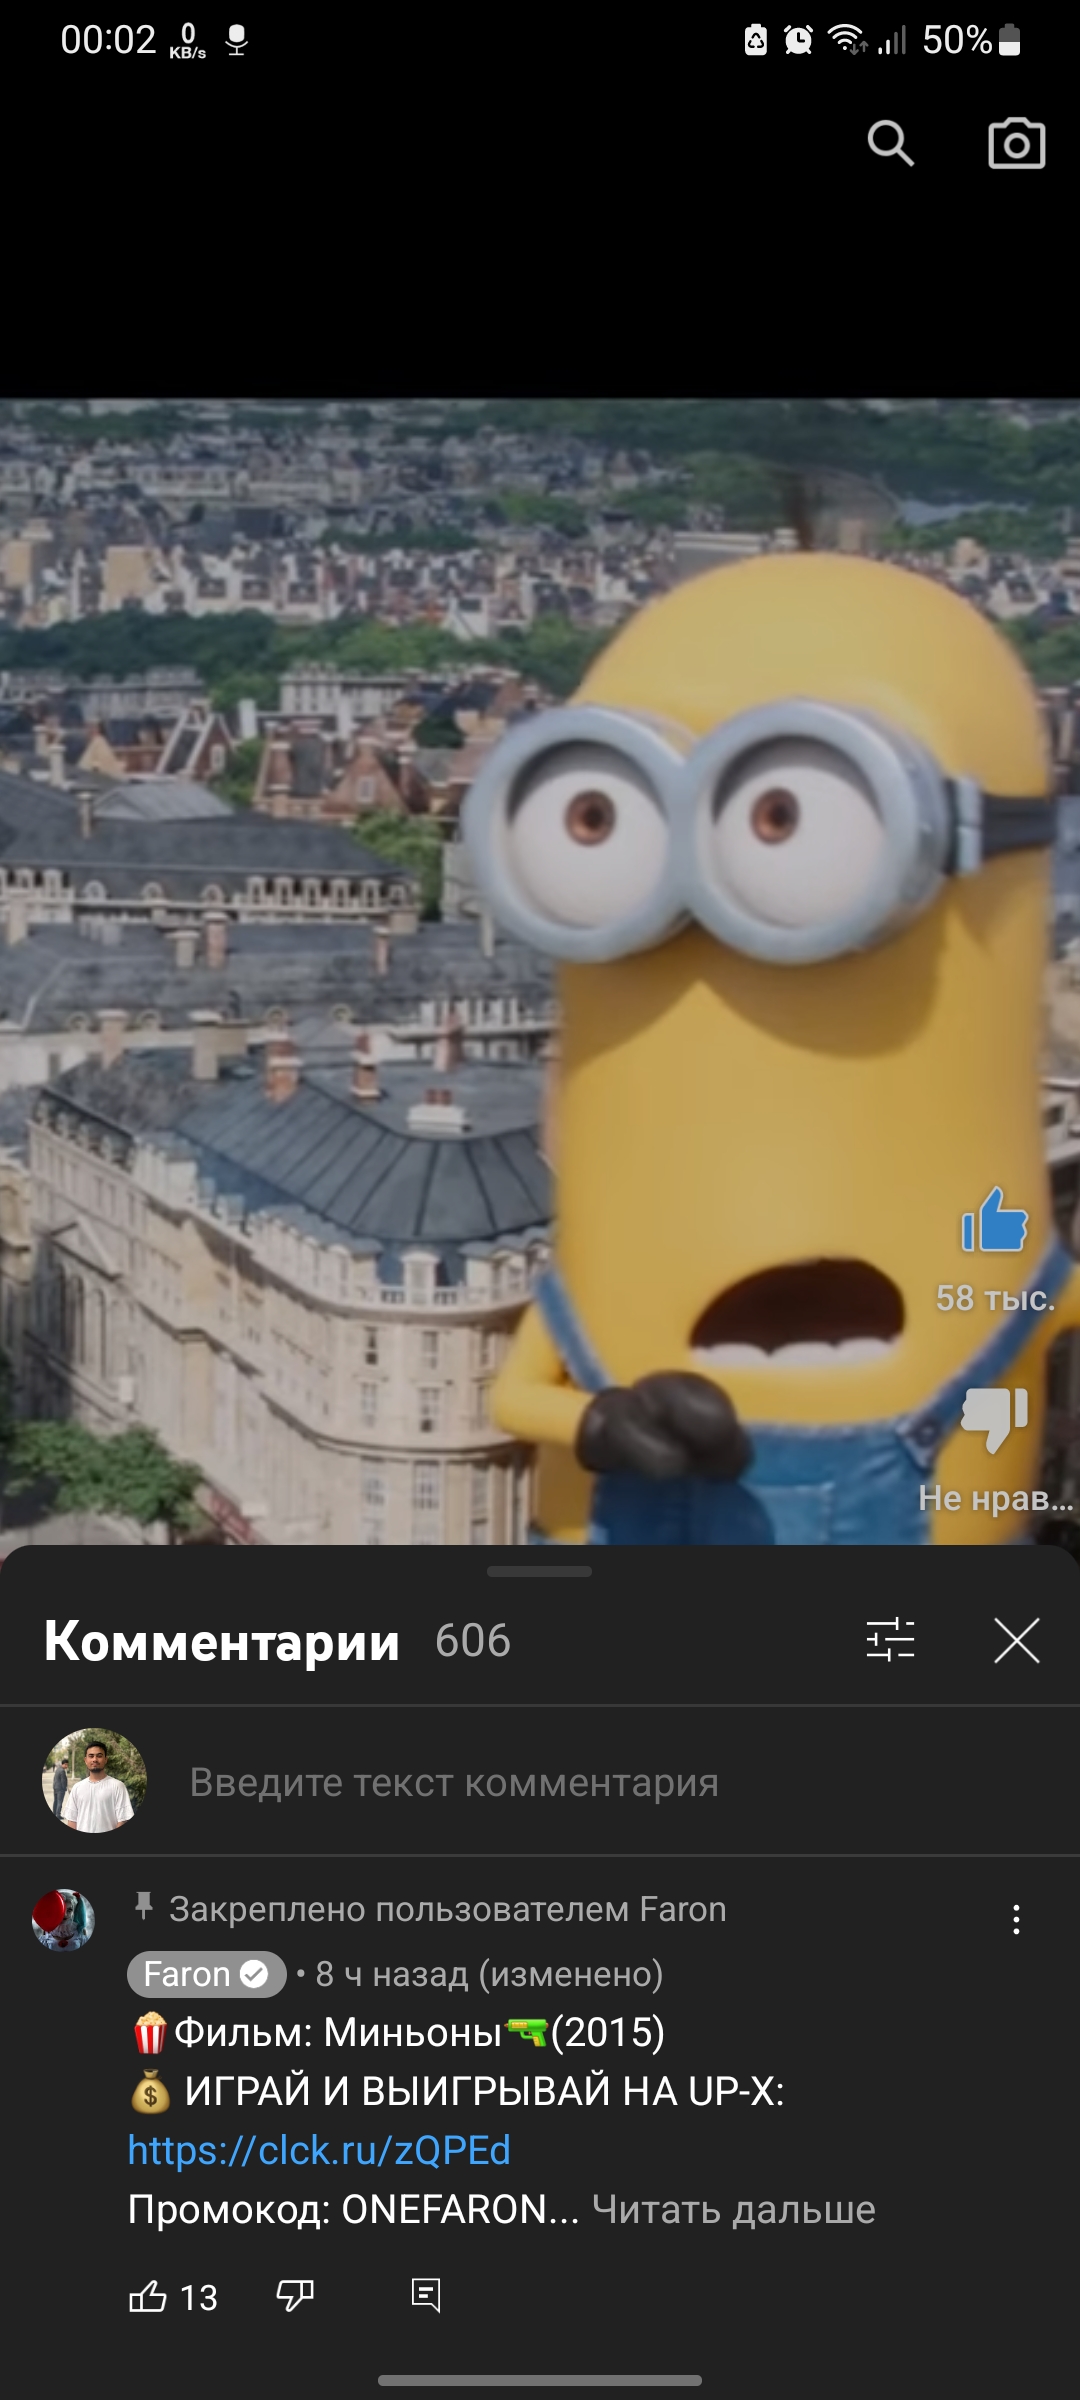 00:02 0 KB/s 50%
58 тыс.
Не нрав...
Комментарии 606
Введите текст комментария
Закреплено пользователем Faron
Faron • 8 ч назад (изменено)
🍿Фильм: Миньоны🔫(2015)
💰 ИГРАЙ И ВЫИГРЫВАЙ НА UP-X:
https://clck.ru/zQPEd
Промокод: ONEFARON... Читать дальше
13